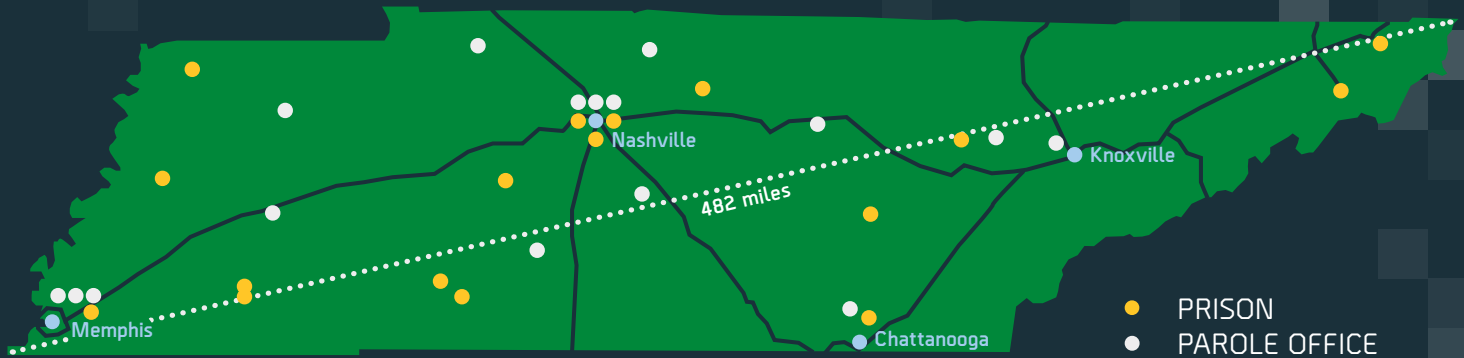 Nashville
Knoxville
482 miles
Memphis
Chattanooga
PRISON
PAROLE OFFICE